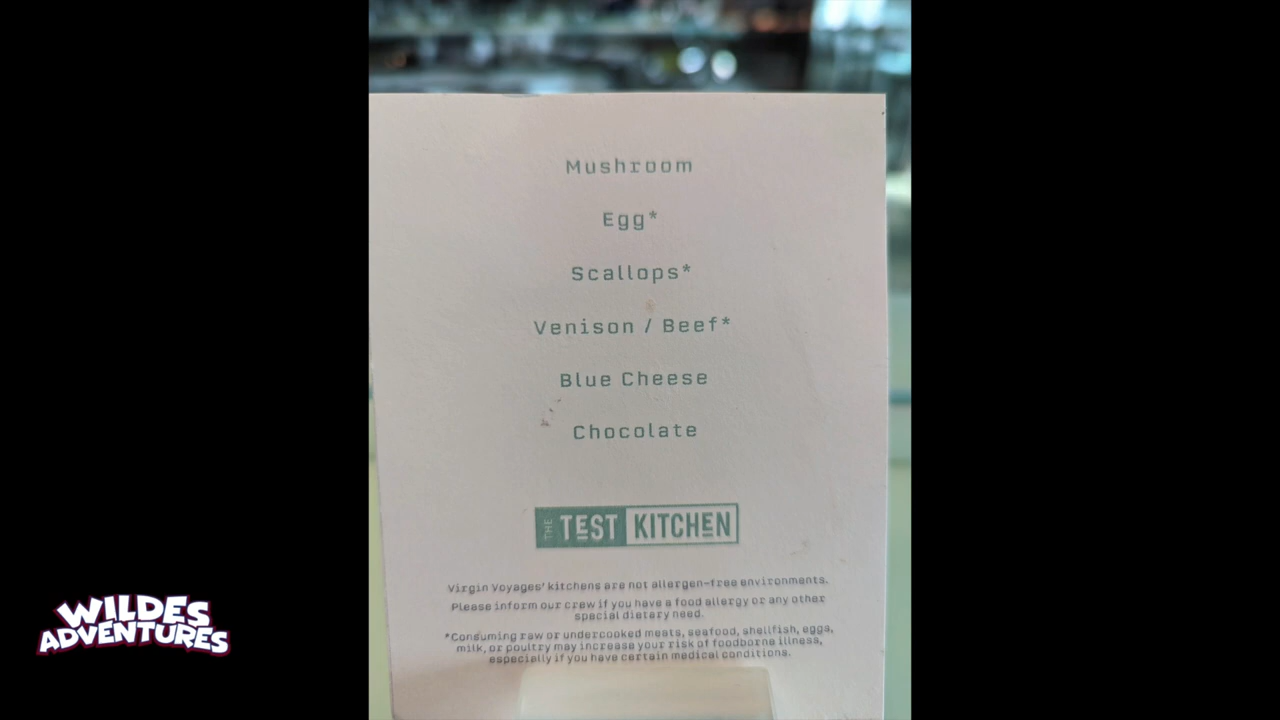 Mushroom
Egg*
Scallops*
Venison / Beef*
Blue Cheese
Chocolate
THE TEST KITCHEN
Virgin Voyages' kitchens are not allergen-free environments.
Please inform our crew if you have a food allergy or any other
special dietary need.
*Consuming raw or undercooked meats, seafood, shellfish, eggs,
milk, or poultry may increase your risk of foodborne illness,
especially if you have certain medical conditions.
WILDES
ADVENTURES